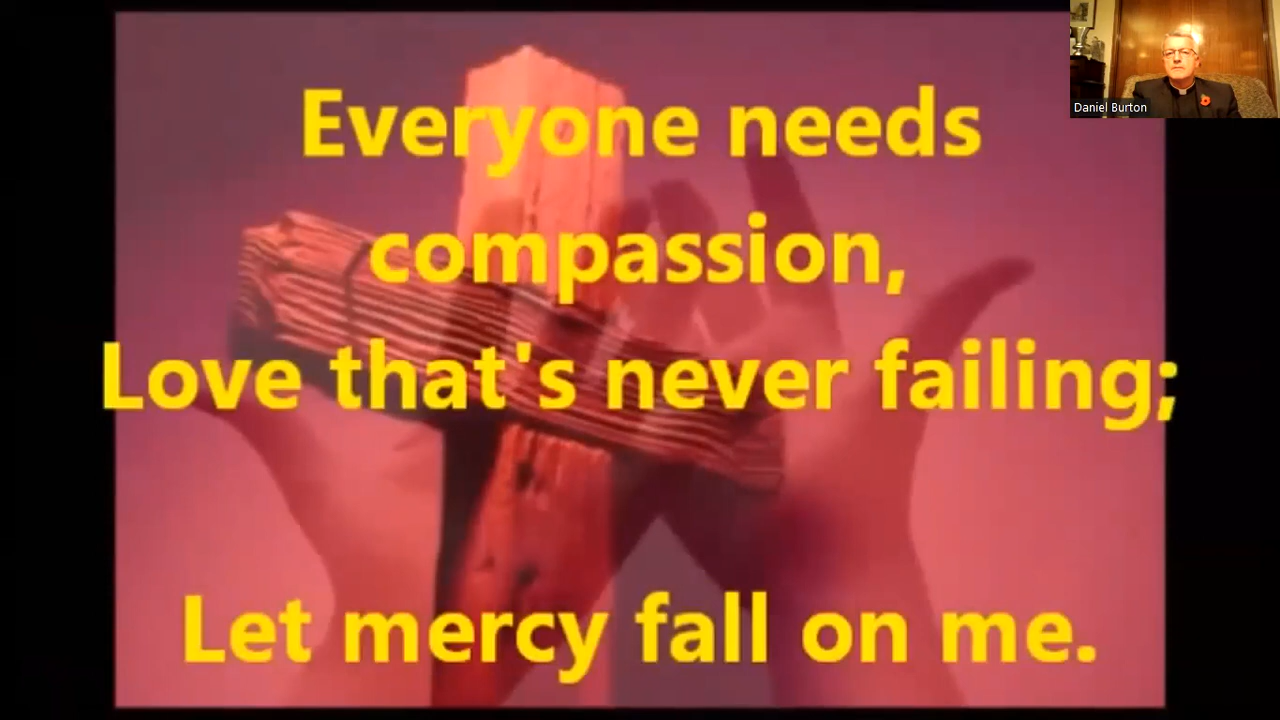 Everyone needs
compassion,
Love that's never failing;
Let mercy fall on me.
Daniel Burton